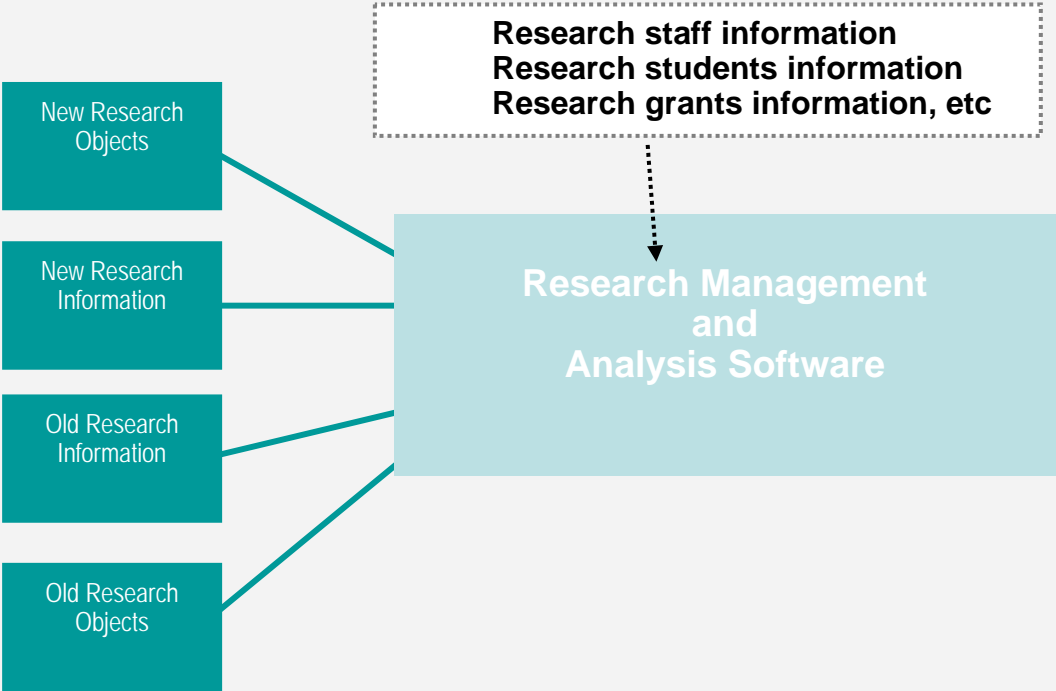 Research staff information
Research students information
Research grants information, etc
New Research
Objects
New Research
Information
Old Research
Information
Old Research
Objects
Research Management
and
Analysis Software